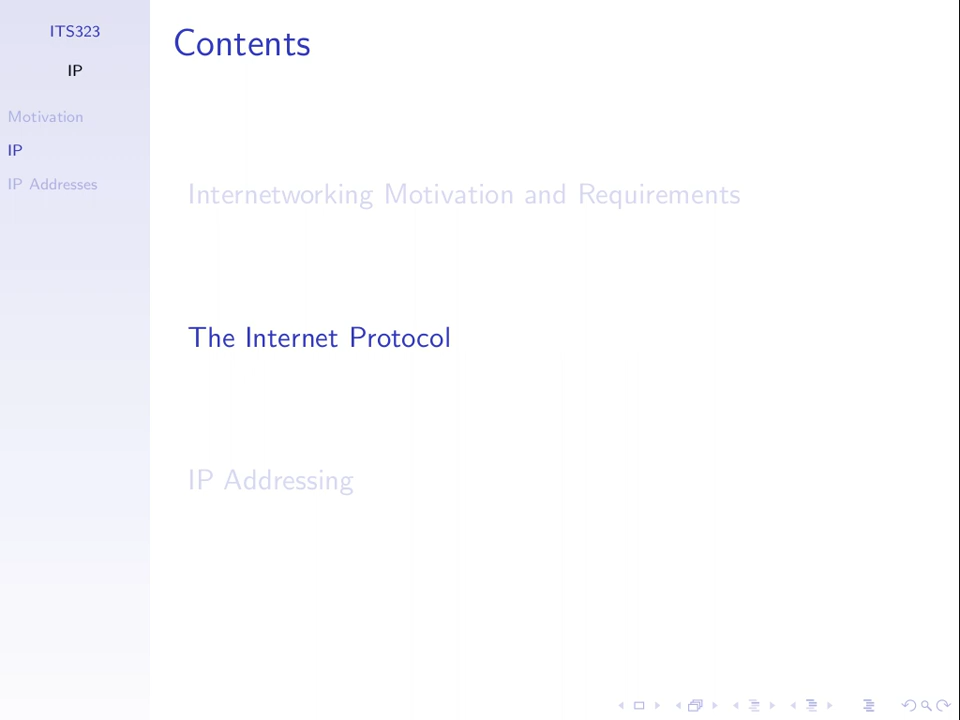 ITS323
IP
Motivation
IP
IP Addresses
Contents
Internetworking Motivation and Requirements
The Internet Protocol
IP Addressing